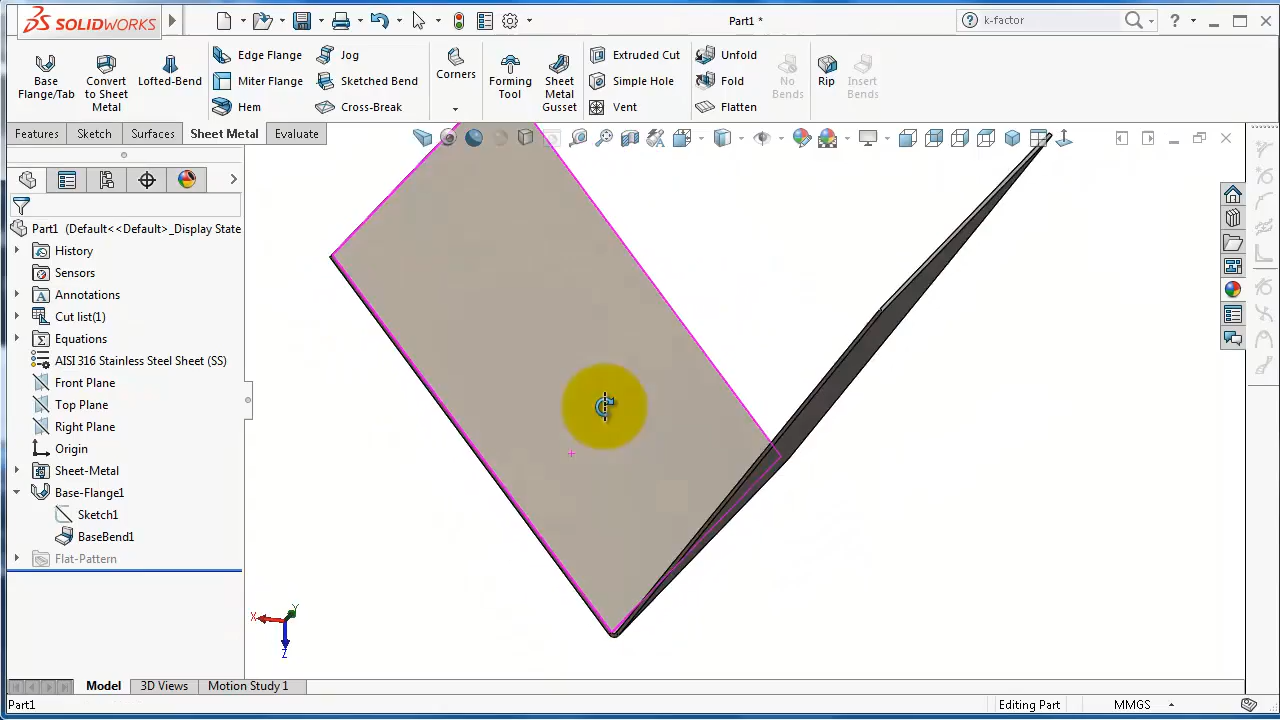 SOLIDWORKS
Part1 *
k-factor
Base Flange/Tab
Convert to Sheet Metal
Lofted-Bend
Edge Flange
Miter Flange
Hem
Jog
Sketched Bend
Cross-Break
Corners
Forming Tool
Sheet Metal Gusset
Extruded Cut
Simple Hole
Vent
Unfold
Fold
Flatten
No Bends
Rip
Insert Bends
Features
Sketch
Surfaces
Sheet Metal
Evaluate
Part1 (Default<<Default>_Display State
History
Sensors
Annotations
Cut list(1)
Equations
AISI 316 Stainless Steel Sheet (SS)
Front Plane
Top Plane
Right Plane
Origin
Sheet-Metal
Base-Flange1
Sketch1
BaseBend1
Flat-Pattern
X
Y
Z
Model
3D Views
Motion Study 1
Part1
Editing Part
MMGS